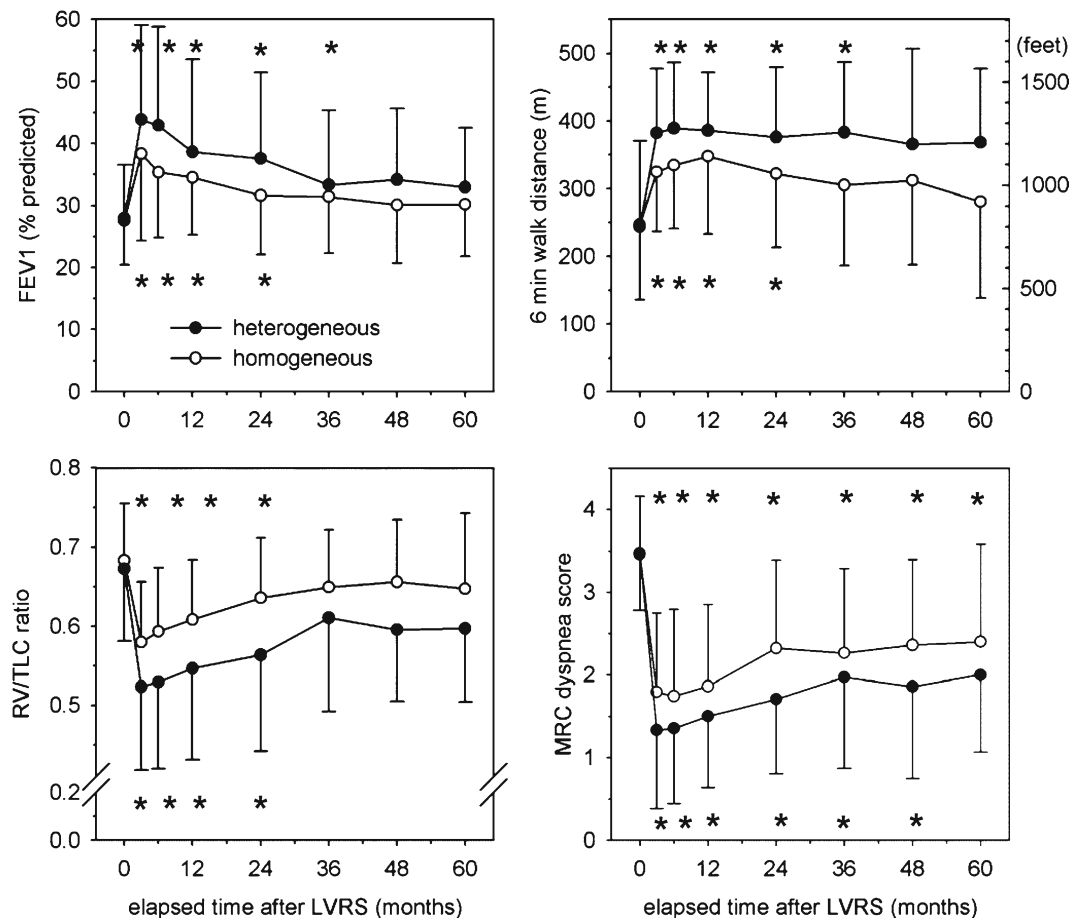 60
50
40
30
20
10
0
FEV1 (% predicted)
* * * * *
* * * *
heterogeneous
homogeneous
0 12 24 36 48 60
500
400
300
200
100
0
6 min walk distance (m)
(feet)
1500
1000
500
0
* * * * *
* * * *
0 12 24 36 48 60
0.8
0.7
0.6
0.5
0.2
0.0
RV/TLC ratio
* * * *
* * * *
0 12 24 36 48 60
elapsed time after LVRS (months)
4
3
2
1
0
MRC dyspnea score
* * * * * * *
* * * * * *
0 12 24 36 48 60
elapsed time after LVRS (months)